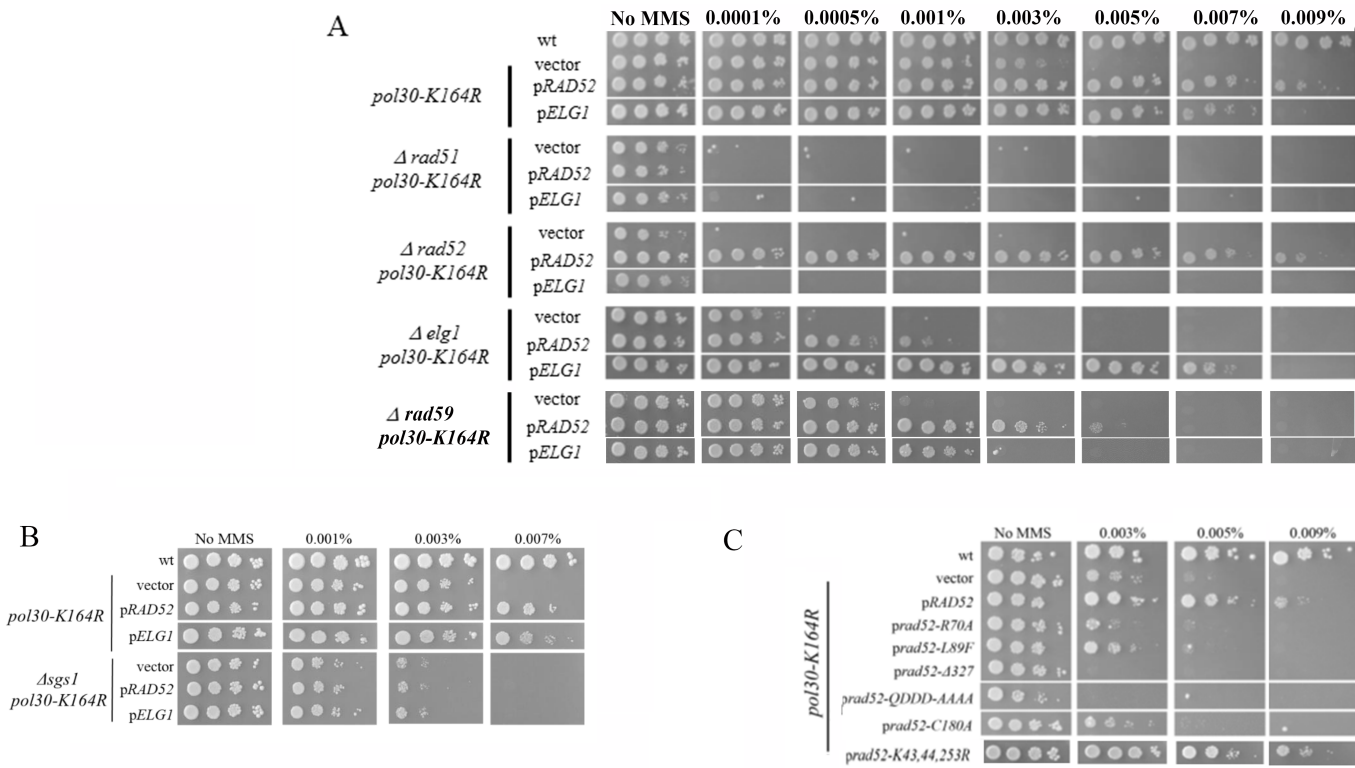 A
No MMS 0.0001% 0.0005% 0.001% 0.003% 0.005% 0.007% 0.009%
wt
vector
pol30-K164R
pRAD52
pELG1
vector
Δ rad51
pol30-K164R
pRAD52
pELG1
vector
Δ rad52
pol30-K164R
pRAD52
pELG1
vector
Δ elg1
pol30-K164R
pRAD52
pELG1
vector
Δ rad59
pol30-K164R
pRAD52
pELG1
B
No MMS 0.001% 0.003% 0.007%
wt
vector
pol30-K164R
pRAD52
pELG1
vector
Δsgs1
pol30-K164R
pRAD52
pELG1
C
No MMS 0.003% 0.005% 0.009%
wt
vector
pRAD52
prad52-R70A
prad52-L89F
prad52-Δ327
prad52-QDDD-AAAA
prad52-C180A
prad52-K43,44,253R
pol30-K164R